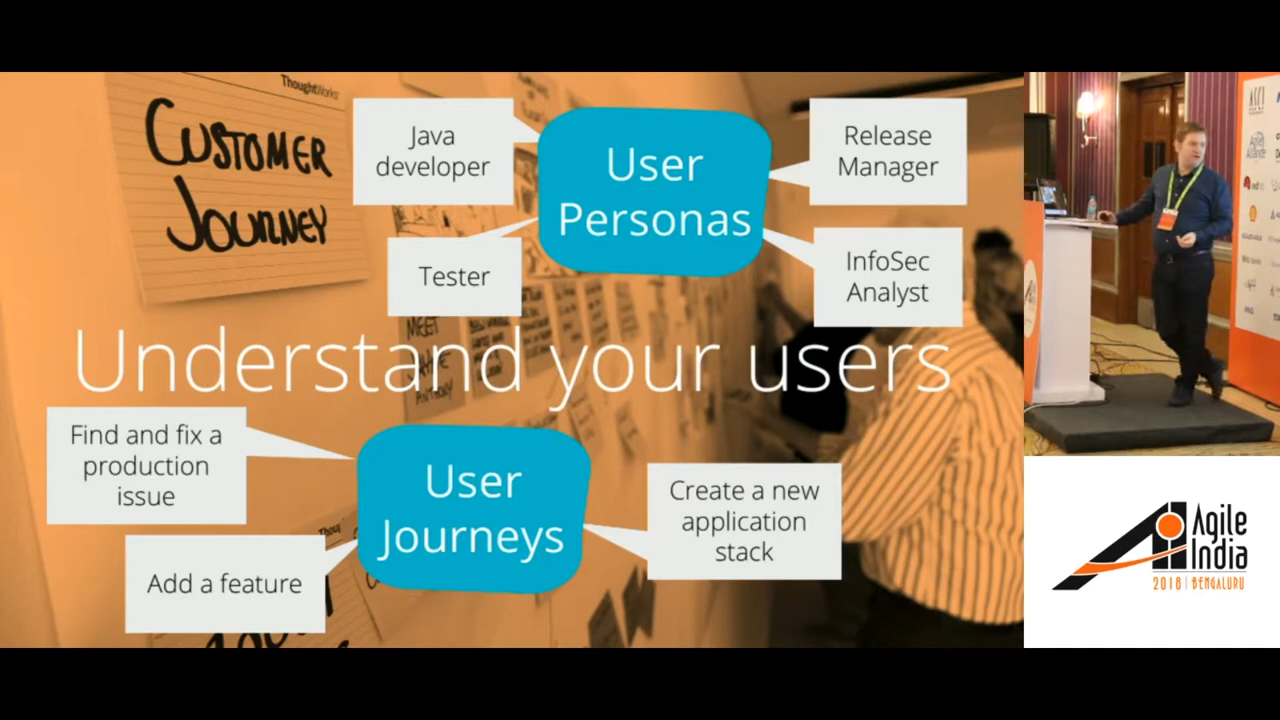 ThoughtWorks
CUSTOMER
JOURNEY
Java
developer
User
Personas
Release
Manager
Tester
InfoSec
Analyst
MEET
Understand your users
Find and fix a
production
issue
User
Journeys
Create a new
application
stack
Add a feature
Agile
India
2018 | BENGALURU